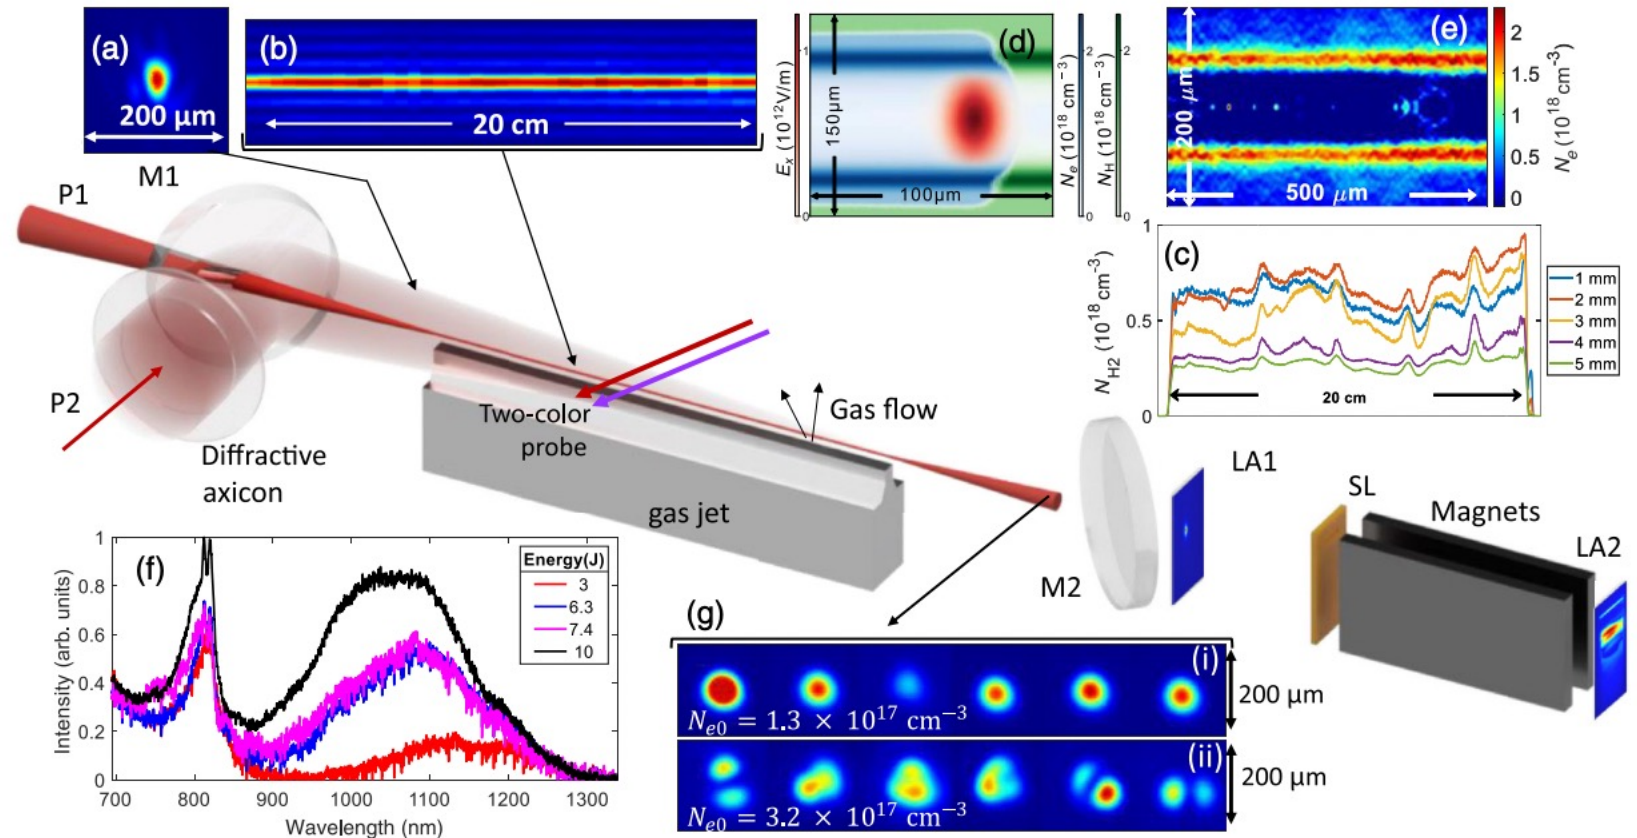 (a)
200 µm
(b)
20 cm
M1
P1
P2
Diffractive
axicon
Two-color
probe
Gas flow
gas jet
M2
LA1
SL
Magnets
LA2
(d)
1
0
E_x (10^12 V/m)
150µm
100µm
2
0
N_e (10^18 cm^-3)
2
0
N_H (10^18 cm^-3)
(e)
200 µm
500 µm
2
1.5
1
0.5
0
N_e (10^18 cm^-3)
(c)
1
0.5
0
N_H2 (10^18 cm^-3)
20 cm
1 mm
2 mm
3 mm
4 mm
5 mm
(f)
Energy(J)
3
6.3
7.4
10
1
0.8
0.6
0.4
0.2
0
Intensity (arb. units)
700 800 900 1000 1100 1200 1300
Wavelength (nm)
(g)
(i)
N_e0 = 1.3 × 10^17 cm^−3
200 µm
(ii)
N_e0 = 3.2 × 10^17 cm^−3
200 µm